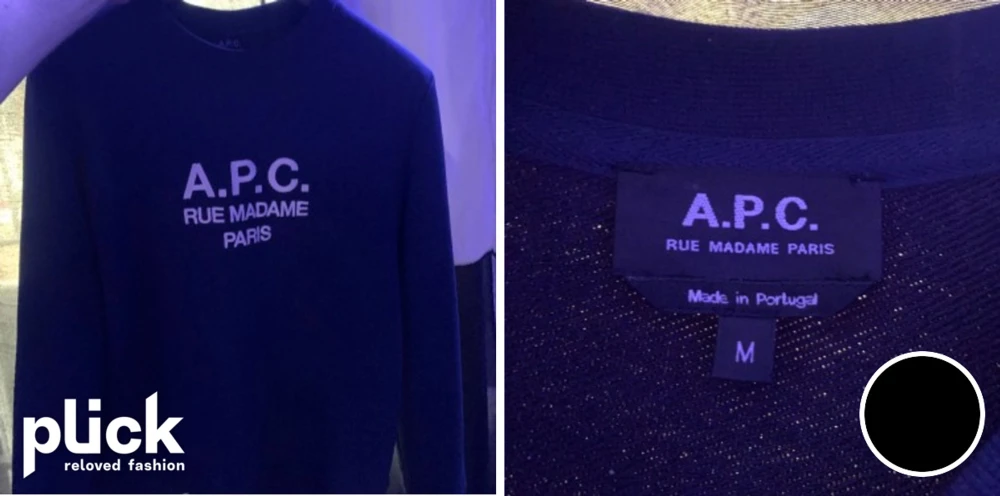 A.P.C.
A.P.C.
RUE MADAME
PARIS
plick
reloved fashion
A.P.C.
RUE MADAME PARIS
Made in Portugal
M